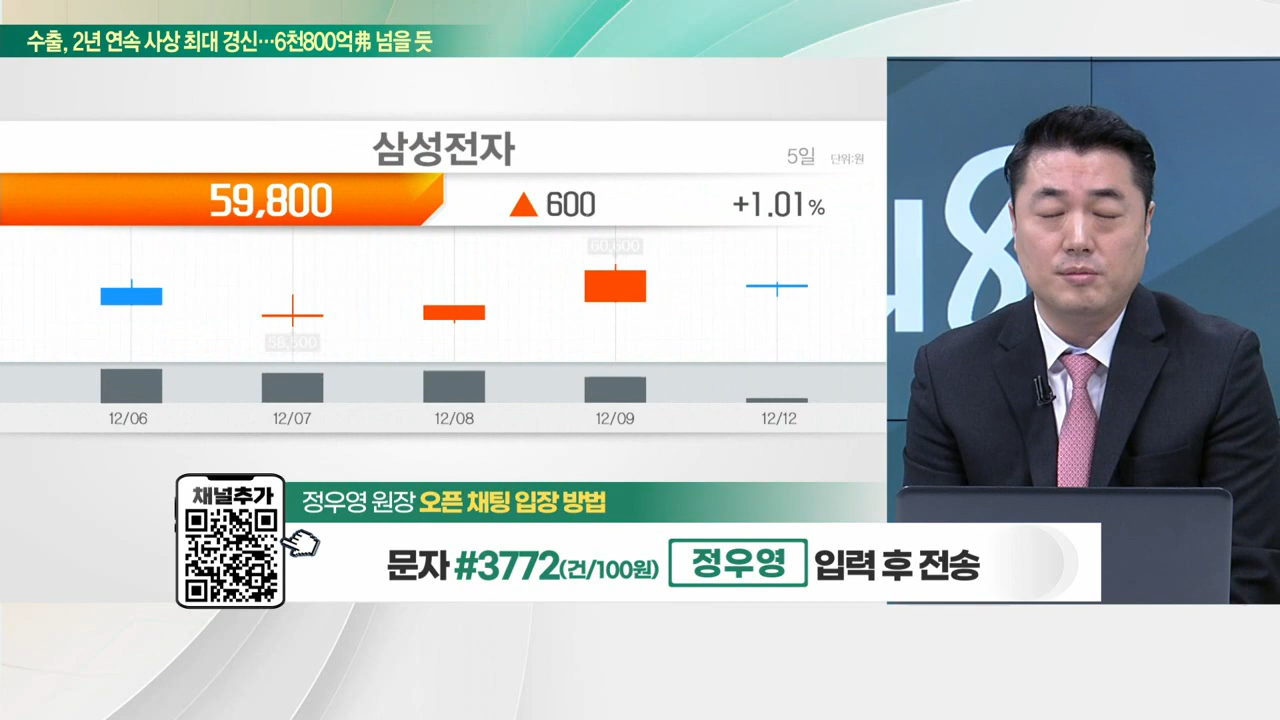 수출, 2년 연속 사상 최대 경신…6천800억弗 넘을 듯
삼성전자
5일 단위:원
59,800 ▲600 +1.01%
60,600
12/06 12/07 12/08 12/09 12/12
채널추가
정우영 원장 오픈 채팅 입장 방법
문자 #3772(건/100원) 정우영 입력 후 전송